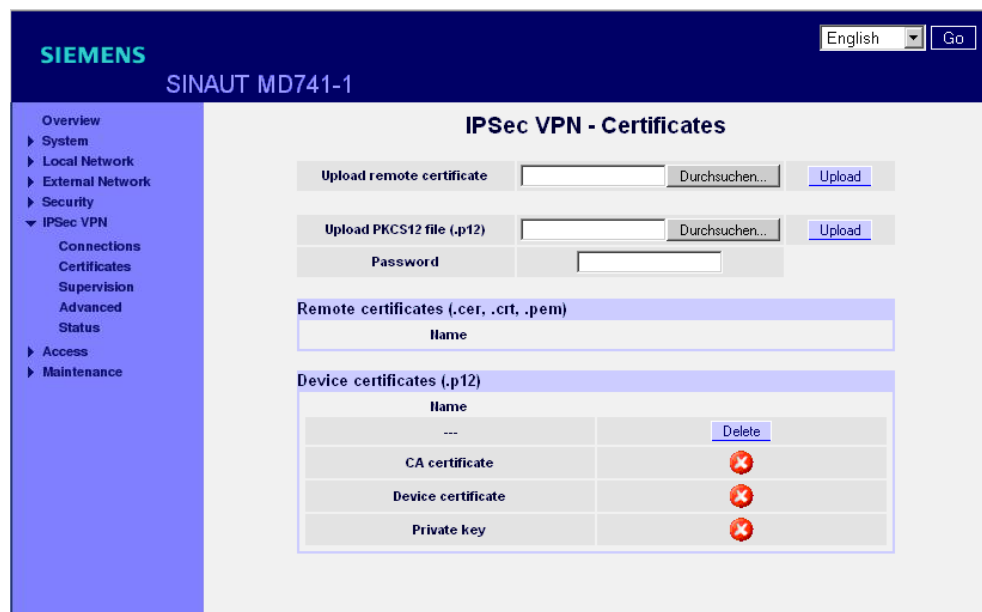 English Go
SIEMENS
SINAUT MD741-1
Overview
System
Local Network
External Network
Security
IPSec VPN
Connections
Certificates
Supervision
Advanced
Status
Access
Maintenance
IPSec VPN - Certificates
Upload remote certificate Durchsuchen... Upload
Upload PKCS12 file (.p12) Durchsuchen... Upload
Password
Remote certificates (.cer, .crt, .pem)
Name
Device certificates (.p12)
Name
--- Delete
CA certificate
Device certificate
Private key